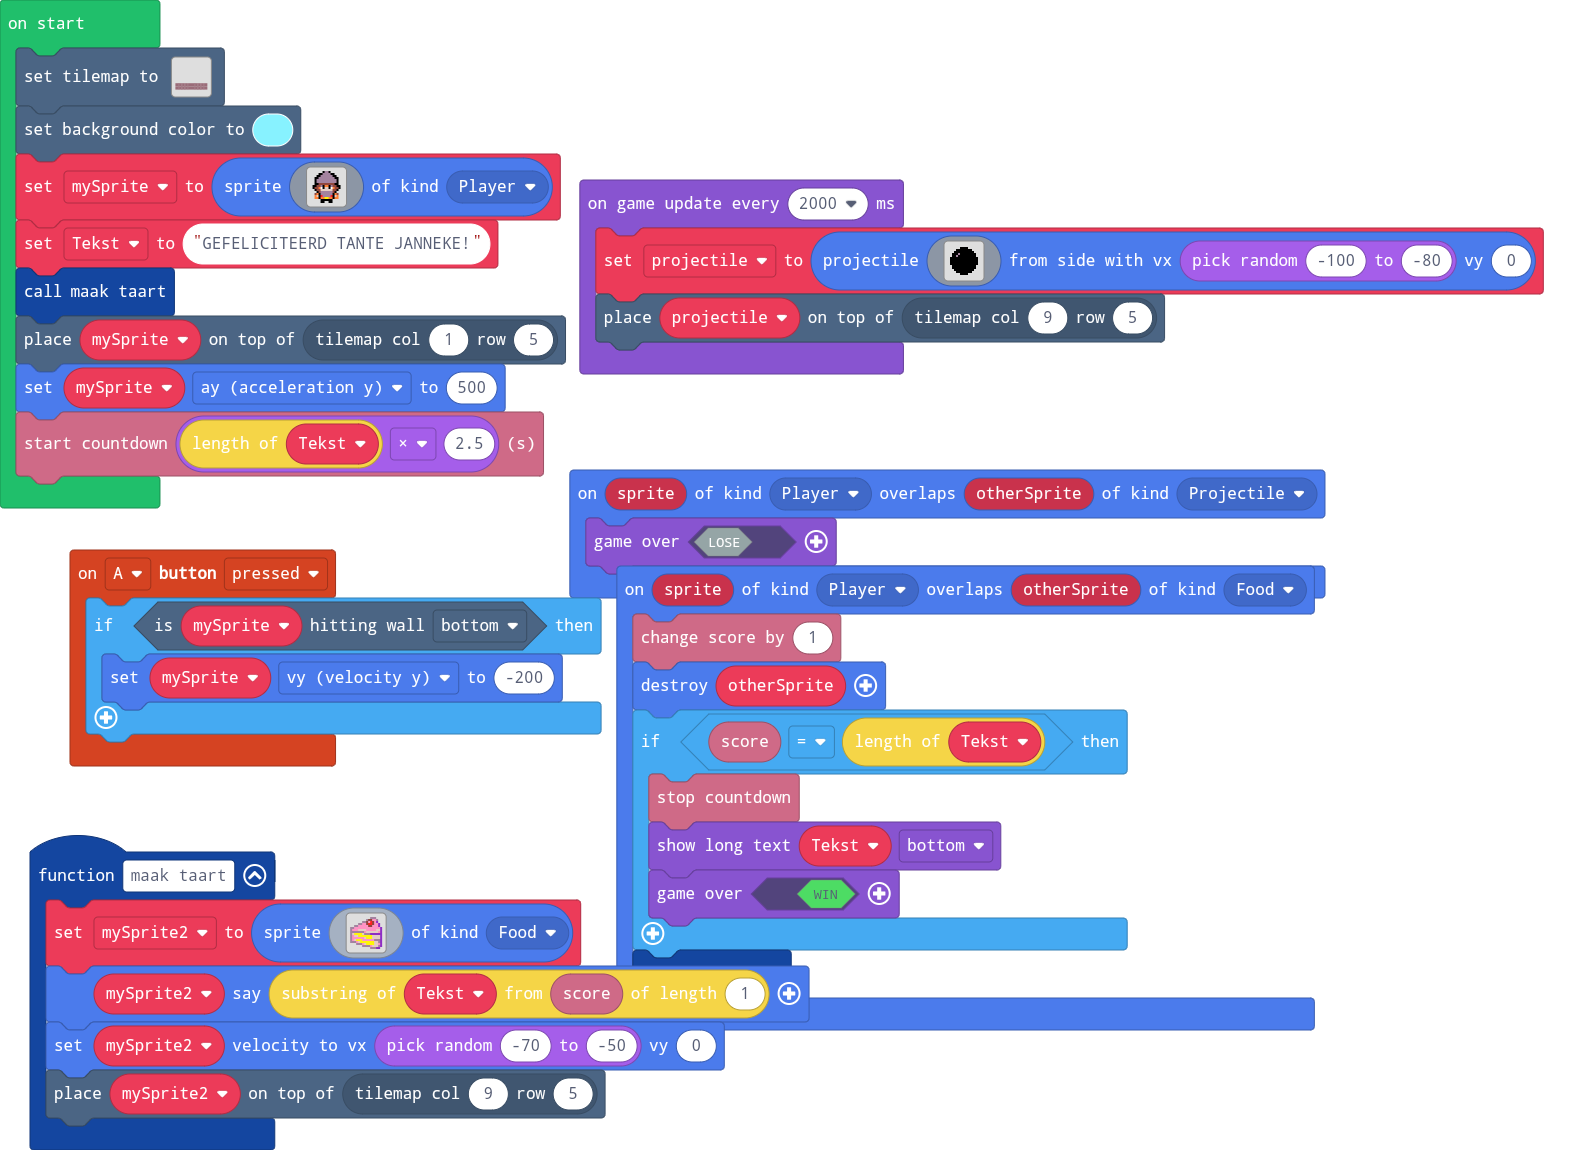 on start
set tilemap to
set background color to
set mySprite to sprite of kind Player
set Tekst to "GEFELICITEERD TANTE JANNEKE!"
call maak taart
place mySprite on top of tilemap col 1 row 5
set mySprite ay (acceleration y) to 500
start countdown length of Tekst × 2.5 (s)
on game update every 2000 ms
set projectile to projectile from side with vx pick random -100 to -80 vy 0
place projectile on top of tilemap col 9 row 5
on sprite of kind Player overlaps otherSprite of kind Projectile
game over LOSE
on A button pressed
if is mySprite hitting wall bottom then
set mySprite vy (velocity y) to -200
on sprite of kind Player overlaps otherSprite of kind Food
change score by 1
destroy otherSprite
if score = length of Tekst then
stop countdown
show long text Tekst bottom
game over WIN
function maak taart
set mySprite2 to sprite of kind Food
mySprite2 say substring of Tekst from score of length 1
set mySprite2 velocity to vx pick random -70 to -50 vy 0
place mySprite2 on top of tilemap col 9 row 5